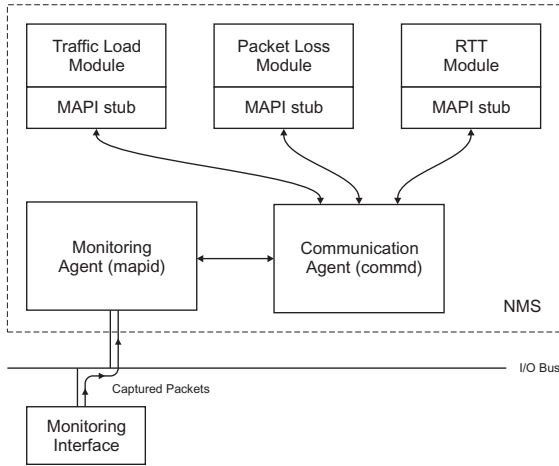 Traffic Load
Module
MAPI stub
Packet Loss
Module
MAPI stub
RTT
Module
MAPI stub
Monitoring
Agent (mapid)
Communication
Agent (commd)
NMS
I/O Bus
Captured Packets
Monitoring
Interface